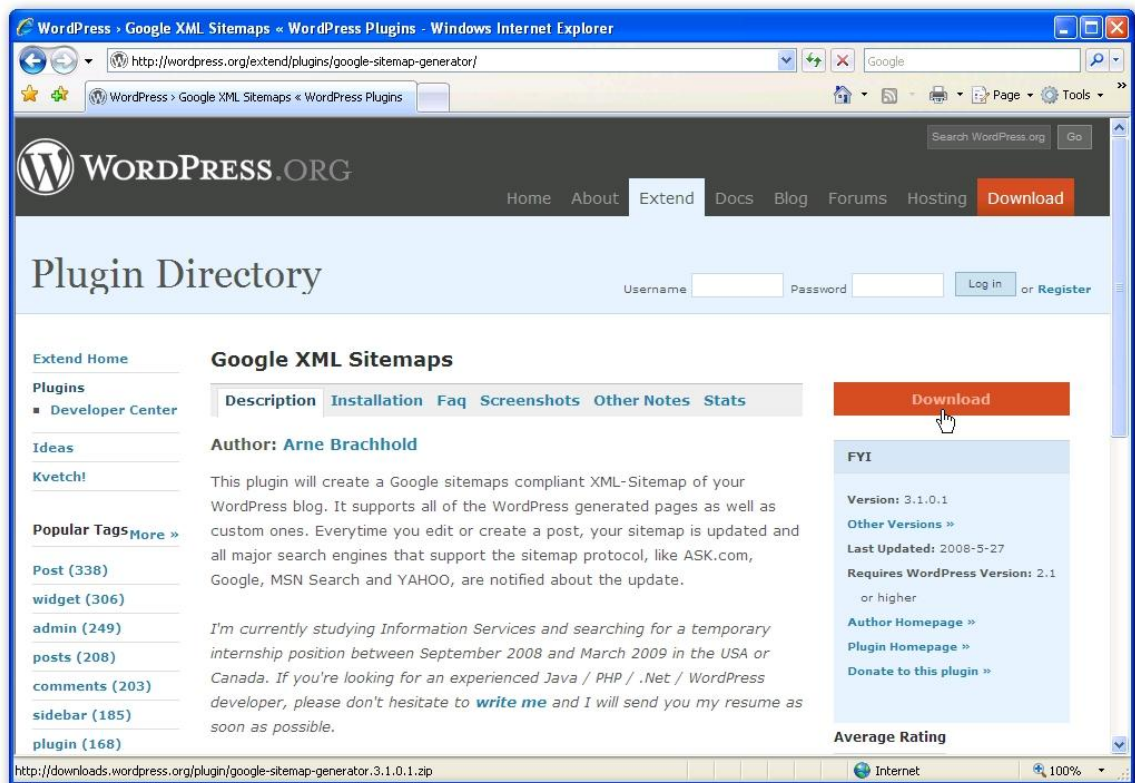 WordPress › Google XML Sitemaps « WordPress Plugins - Windows Internet Explorer
http://wordpress.org/extend/plugins/google-sitemap-generator/
Google
WordPress › Google XML Sitemaps « WordPress Plugins
Page
Tools
»
WORDPRESS.ORG
Search WordPress.org
Go
Home About Extend Docs Blog Forums Hosting Download
Plugin Directory
Username
Password
Log in or Register
Extend Home
Plugins
Developer Center
Ideas
Kvetch!
Popular Tags More »
Post (338)
widget (306)
admin (249)
posts (208)
comments (203)
sidebar (185)
plugin (168)
Google XML Sitemaps
Description Installation Faq Screenshots Other Notes Stats
Author: Arne Brachhold
This plugin will create a Google sitemaps compliant XML-Sitemap of your
WordPress blog. It supports all of the WordPress generated pages as well as
custom ones. Everytime you edit or create a post, your sitemap is updated and
all major search engines that support the sitemap protocol, like ASK.com,
Google, MSN Search and YAHOO, are notified about the update.
I'm currently studying Information Services and searching for a temporary
internship position between September 2008 and March 2009 in the USA or
Canada. If you're looking for an experienced Java / PHP / .Net / WordPress
developer, please don't hesitate to write me and I will send you my resume as
soon as possible.
Download
FYI
Version: 3.1.0.1
Other Versions »
Last Updated: 2008-5-27
Requires WordPress Version: 2.1
or higher
Author Homepage »
Plugin Homepage »
Donate to this plugin »
Average Rating
http://downloads.wordpress.org/plugin/google-sitemap-generator.3.1.0.1.zip
Internet
100%